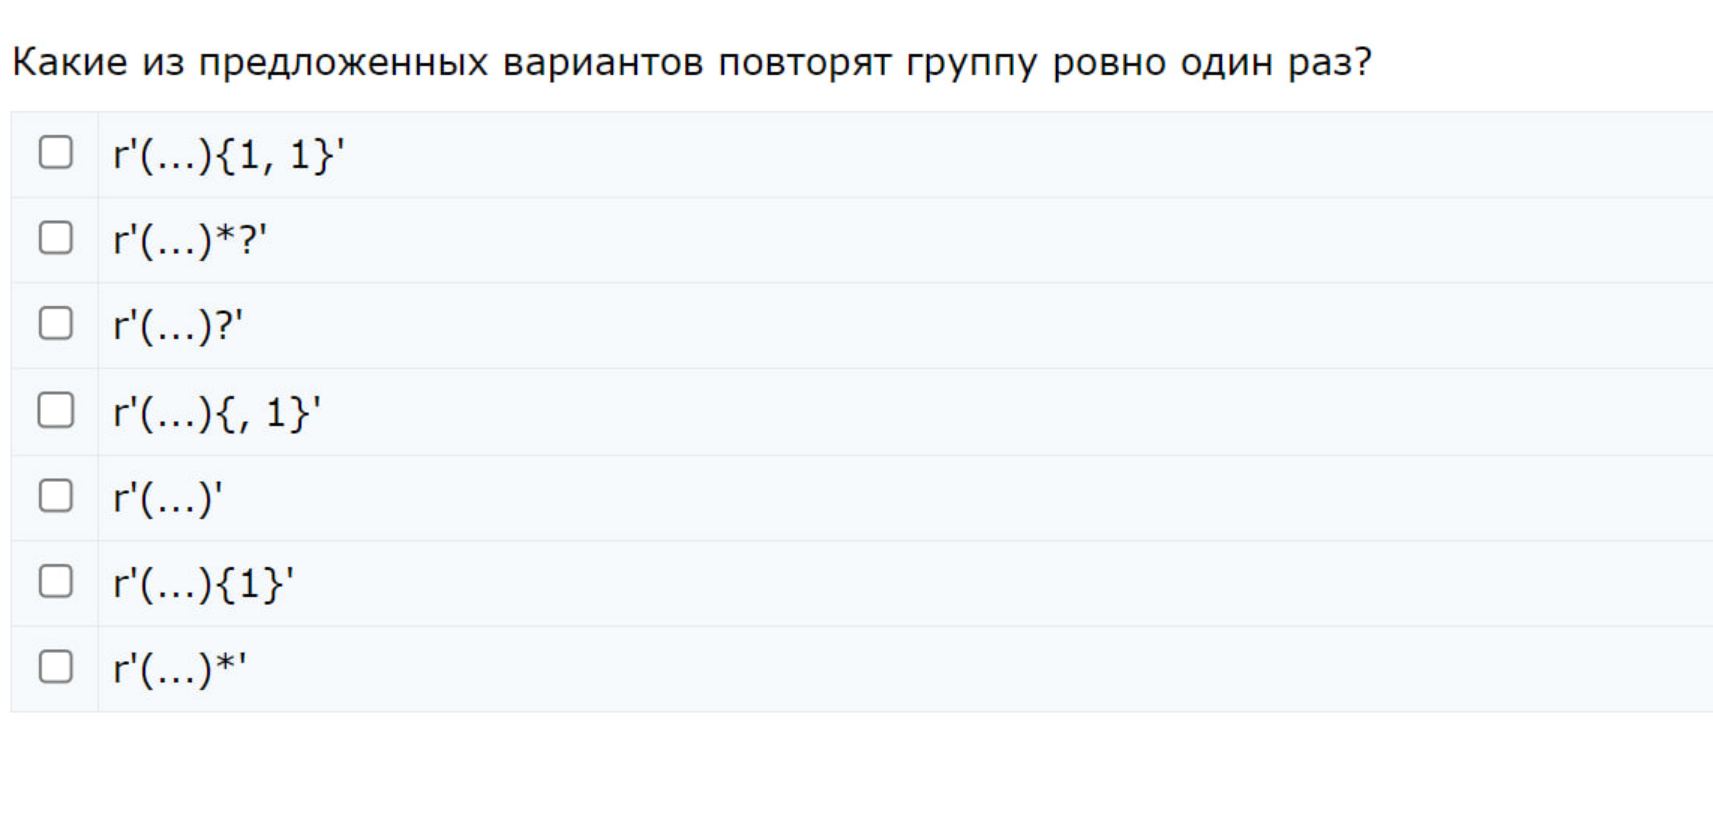 Какие из предложенных вариантов повторят группу ровно один раз?
r'(...){1, 1}'
r'(...)*?'
r'(...)?'
r'(...){, 1}'
r'(...)'
r'(...){1}'
r'(...)*'